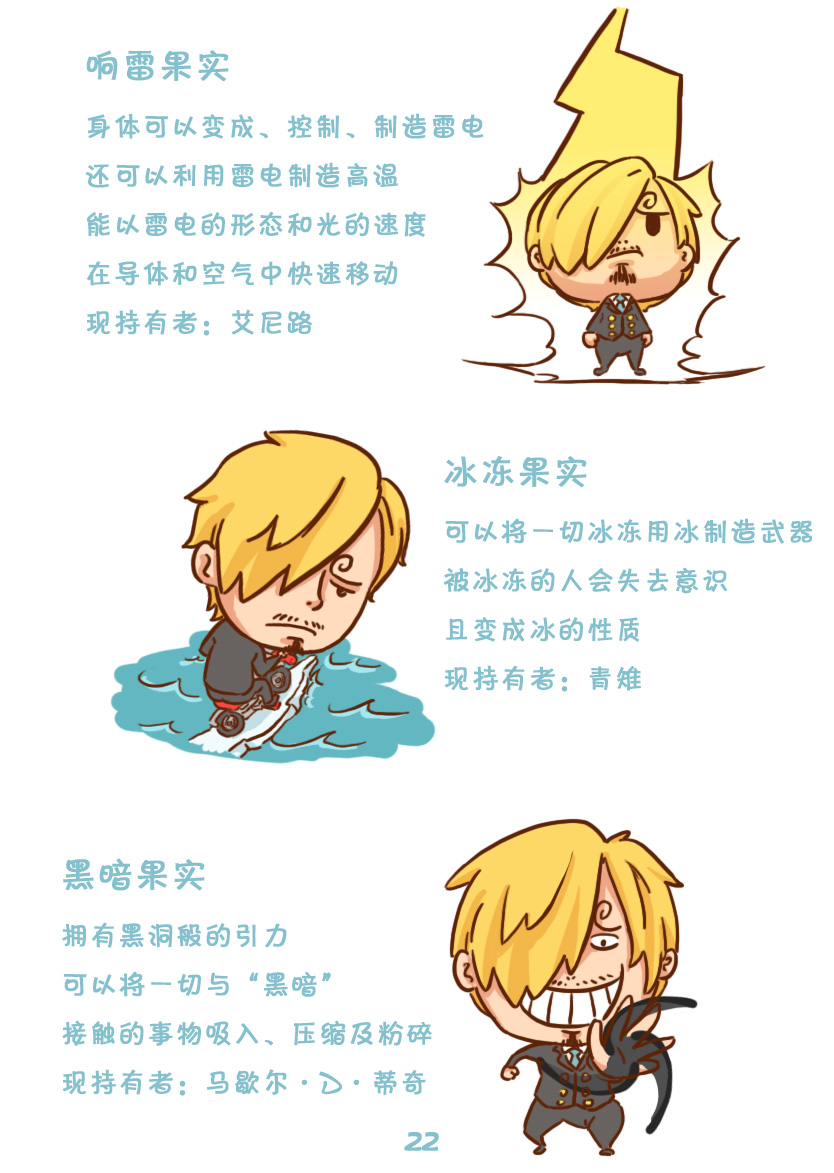 响雷果实
身体可以变成、控制、制造雷电
还可以利用雷电制造高温
能以雷电的形态和光的速度
在导体和空气中快速移动
现持有者：艾尼路
冰冻果实
可以将一切冰冻用冰制造武器
被冰冻的人会失去意识
且变成冰的性质
现持有者：青雉
黑暗果实
拥有黑洞般的引力
可以将一切与“黑暗”
接触的事物吸入、压缩及粉碎
现持有者：马歇尔·D·蒂奇
22